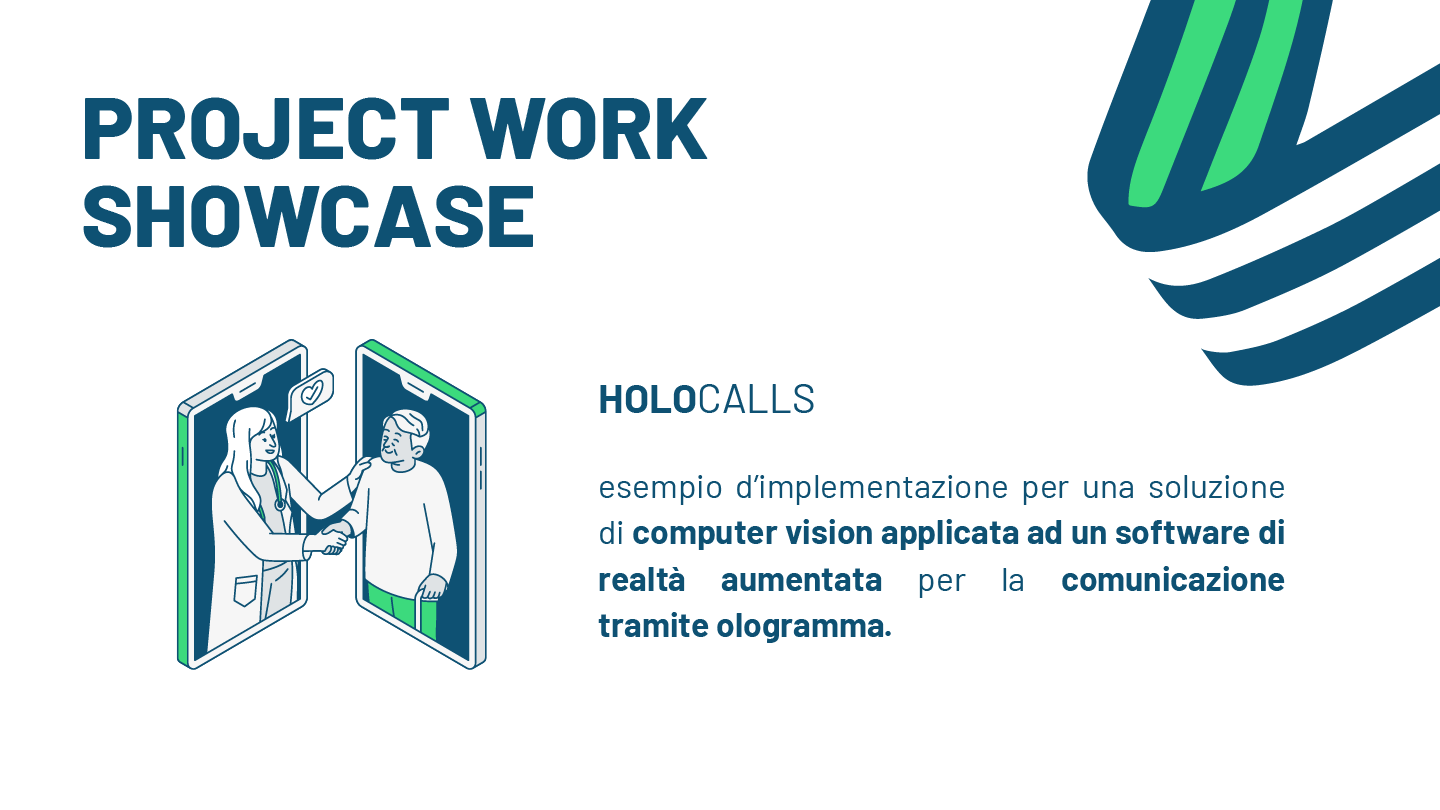 PROJECT WORK
SHOWCASE
HOLOCALLS
esempio d'implementazione per una soluzione
di computer vision applicata ad un software di
realtà aumentata per la comunicazione
tramite ologramma.